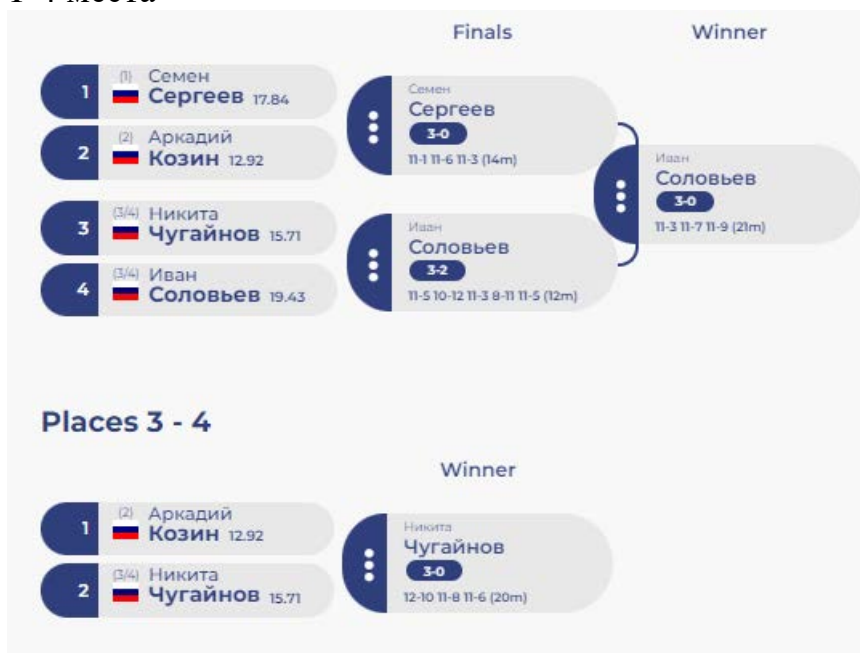 1-4 места
Finals
Winner
1
(1) Семен
Сергеев 17.84
2
(2) Аркадий
Козин 12.92
3
(3/4) Никита
Чугайнов 15.71
4
(3/4) Иван
Соловьев 19.43
Семен
Сергеев
3-0
11-1 11-6 11-3 (14m)
Иван
Соловьев
3-2
11-5 10-12 11-3 8-11 11-5 (12m)
Иван
Соловьев
3-0
11-3 11-7 11-9 (21m)
Places 3 - 4
Winner
1
(2) Аркадий
Козин 12.92
2
(3/4) Никита
Чугайнов 15.71
Никита
Чугайнов
3-0
12-10 11-8 11-6 (20m)